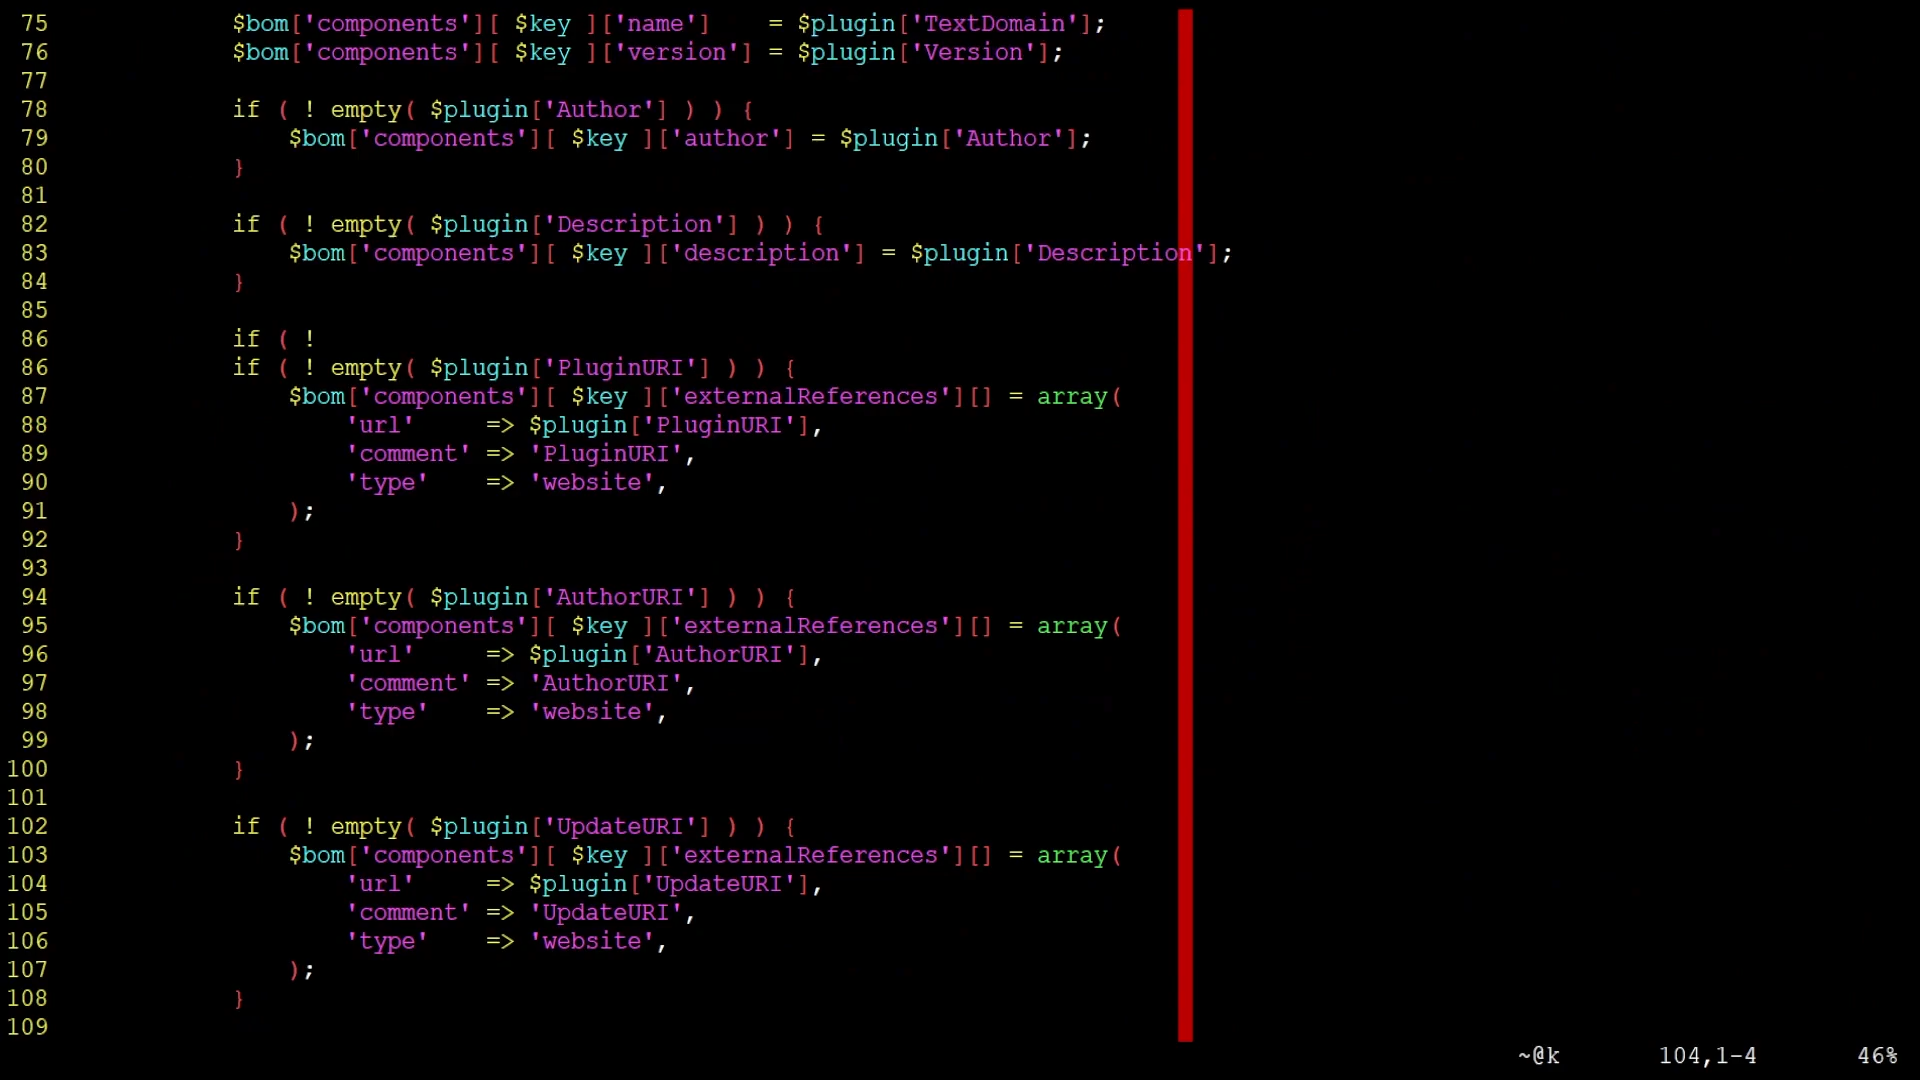 75             $bom['components'][ $key ]['name']    = $plugin['TextDomain'];
76             $bom['components'][ $key ]['version'] = $plugin['Version'];
77
78             if ( ! empty( $plugin['Author'] ) ) {
79                 $bom['components'][ $key ]['author'] = $plugin['Author'];
80             }
81
82             if ( ! empty( $plugin['Description'] ) ) {
83                 $bom['components'][ $key ]['description'] = $plugin['Description'];
84             }
85
86             if ( !
86             if ( ! empty( $plugin['PluginURI'] ) ) {
87                 $bom['components'][ $key ]['externalReferences'][] = array(
88                     'url'     => $plugin['PluginURI'],
89                     'comment' => 'PluginURI',
90                     'type'    => 'website',
91                 );
92             }
93
94             if ( ! empty( $plugin['AuthorURI'] ) ) {
95                 $bom['components'][ $key ]['externalReferences'][] = array(
96                     'url'     => $plugin['AuthorURI'],
97                     'comment' => 'AuthorURI',
98                     'type'    => 'website',
99                 );
100             }
101
102             if ( ! empty( $plugin['UpdateURI'] ) ) {
103                 $bom['components'][ $key ]['externalReferences'][] = array(
104                     'url'     => $plugin['UpdateURI'],
105                     'comment' => 'UpdateURI',
106                     'type'    => 'website',
107                 );
108             }
109
~@k       104,1-4       46%